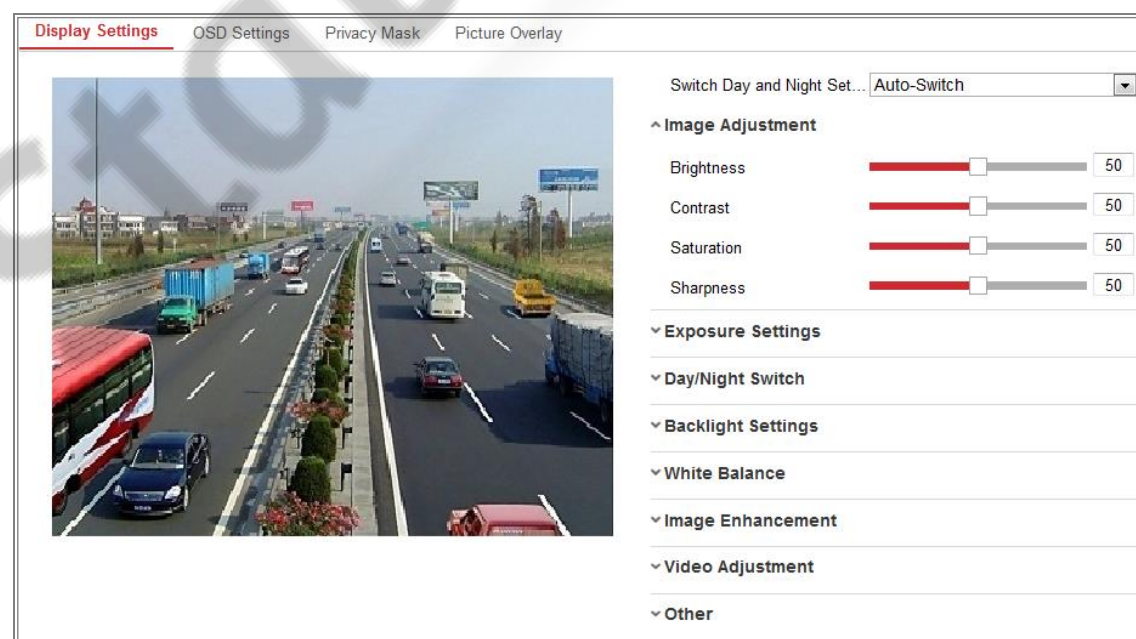 Display Settings OSD Settings Privacy Mask Picture Overlay
Switch Day and Night Set... Auto-Switch
Image Adjustment
Brightness 50
Contrast 50
Saturation 50
Sharpness 50
Exposure Settings
Day/Night Switch
Backlight Settings
White Balance
Image Enhancement
Video Adjustment
Other